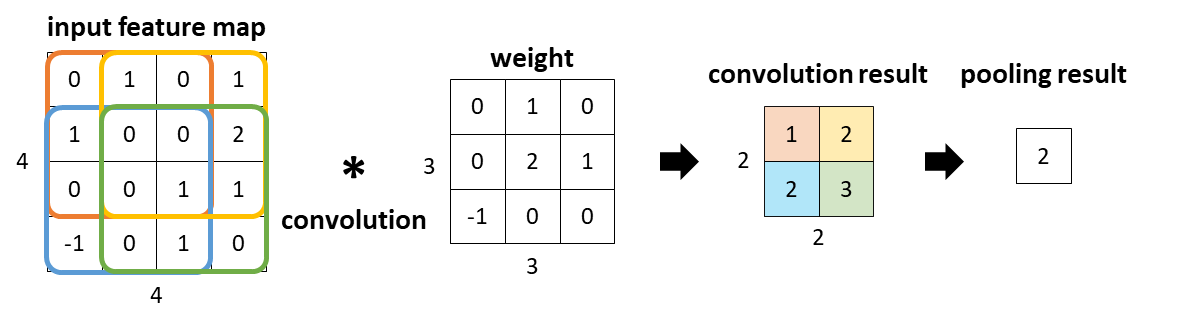 input feature map
0 1 0 1
1 0 0 2
0 0 1 1
-1 0 1 0
4
4
*
convolution
weight
0 1 0
0 2 1
-1 0 0
3
3
convolution result
1 2
2 3
2
2
pooling result
2